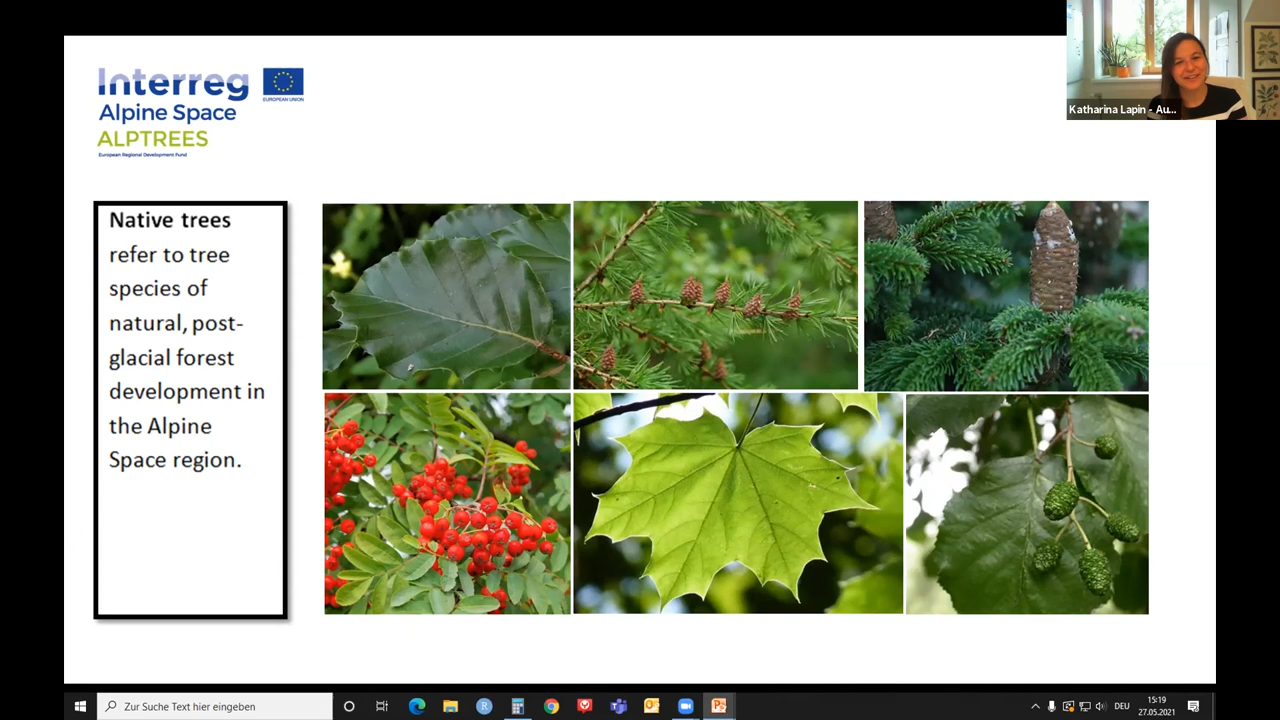 Interreg
EUROPEAN UNION
Alpine Space
ALPTREES
European Regional Development Fund
Katharina Lapin - Au...
Native trees
refer to tree
species of
natural, post-
glacial forest
development in
the Alpine
Space region.
Zur Suche Text hier eingeben
DEU
15:19
27.05.2021